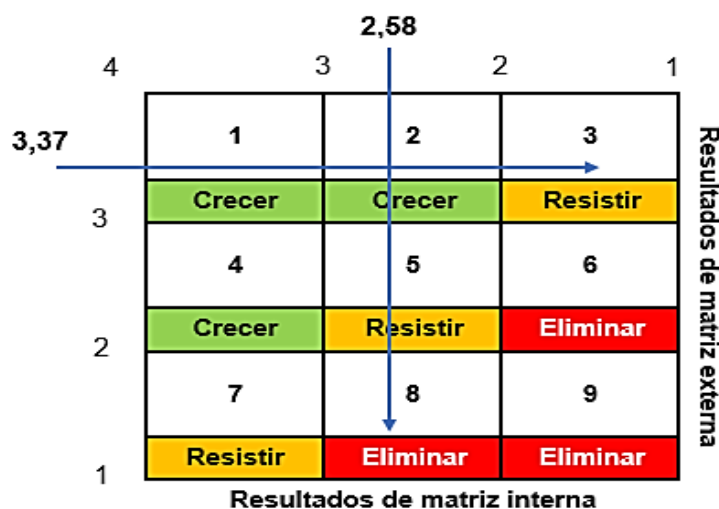 2,58
4 3 2 1
3,37
1 2 3
Crecer Crecer Resistir
3
4 5 6
Crecer Resistir Eliminar
2
7 8 9
Resistir Eliminar Eliminar
1
Resultados de matriz interna
Resultados de matriz externa